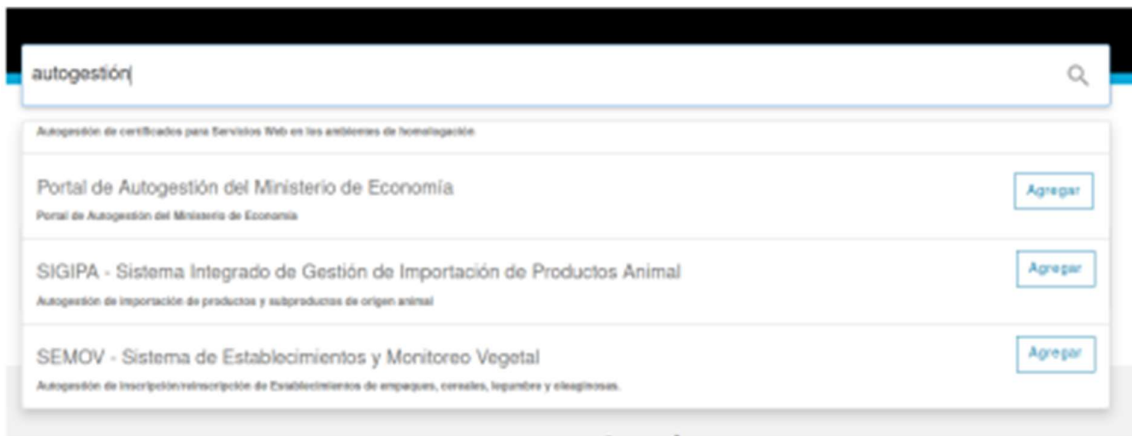 autogestión
Autogestión de certificados para Servicios Web en los ambientes de homologación
Portal de Autogestión del Ministerio de Economía
Agregar
Portal de Autogestión del Ministerio de Economía
SIGIPA - Sistema Integrado de Gestión de Importación de Productos Animal
Agregar
Autogestión de importación de productos y subproductos de origen animal
SEMOV - Sistema de Establecimientos y Monitoreo Vegetal
Agregar
Autogestión de inscripción/reinscripción de Establecimientos de empaques, cereales, legumbre y oleaginosas.